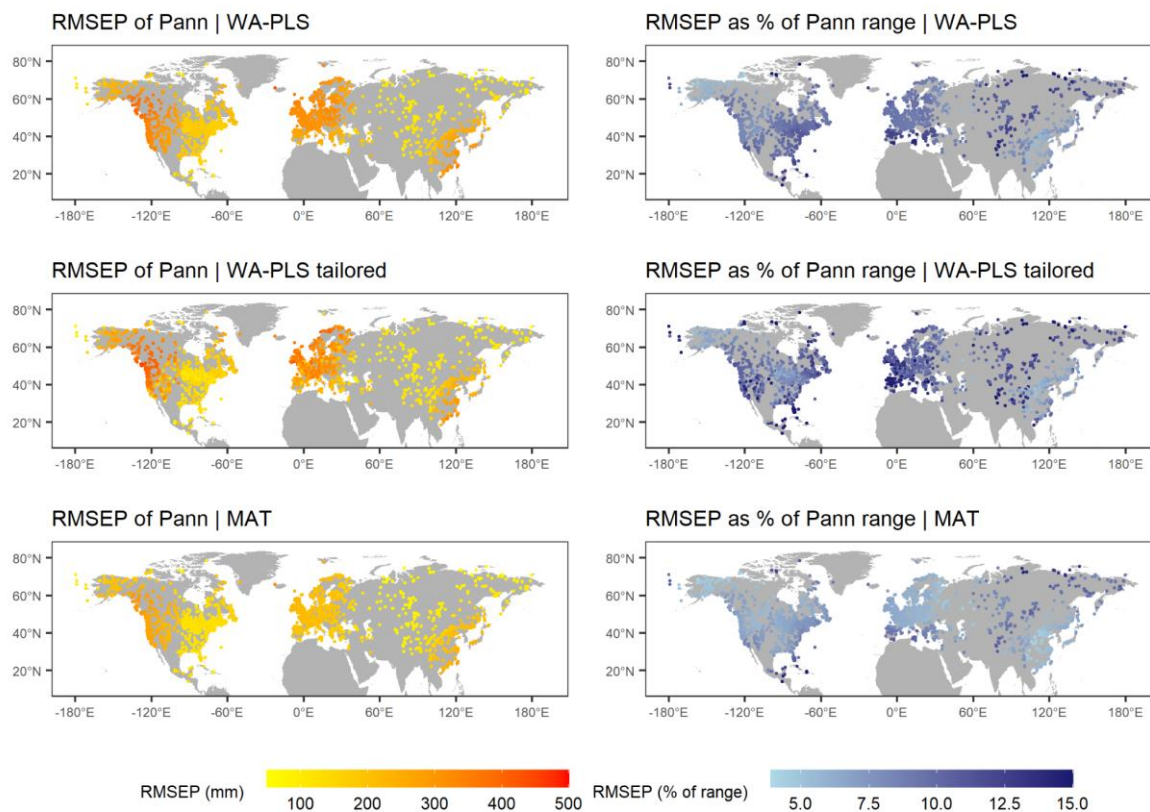 RMSEP of Pann | WA-PLS
RMSEP as % of Pann range | WA-PLS
80°N
60°N
40°N
20°N
-180°E -120°E -60°E 0°E 60°E 120°E 180°E
80°N
60°N
40°N
20°N
-180°E -120°E -60°E 0°E 60°E 120°E 180°E
RMSEP of Pann | WA-PLS tailored
RMSEP as % of Pann range | WA-PLS tailored
80°N
60°N
40°N
20°N
-180°E -120°E -60°E 0°E 60°E 120°E 180°E
80°N
60°N
40°N
20°N
-180°E -120°E -60°E 0°E 60°E 120°E 180°E
RMSEP of Pann | MAT
RMSEP as % of Pann range | MAT
80°N
60°N
40°N
20°N
-180°E -120°E -60°E 0°E 60°E 120°E 180°E
80°N
60°N
40°N
20°N
-180°E -120°E -60°E 0°E 60°E 120°E 180°E
RMSEP (mm)
100 200 300 400 500
RMSEP (% of range)
5.0 7.5 10.0 12.5 15.0